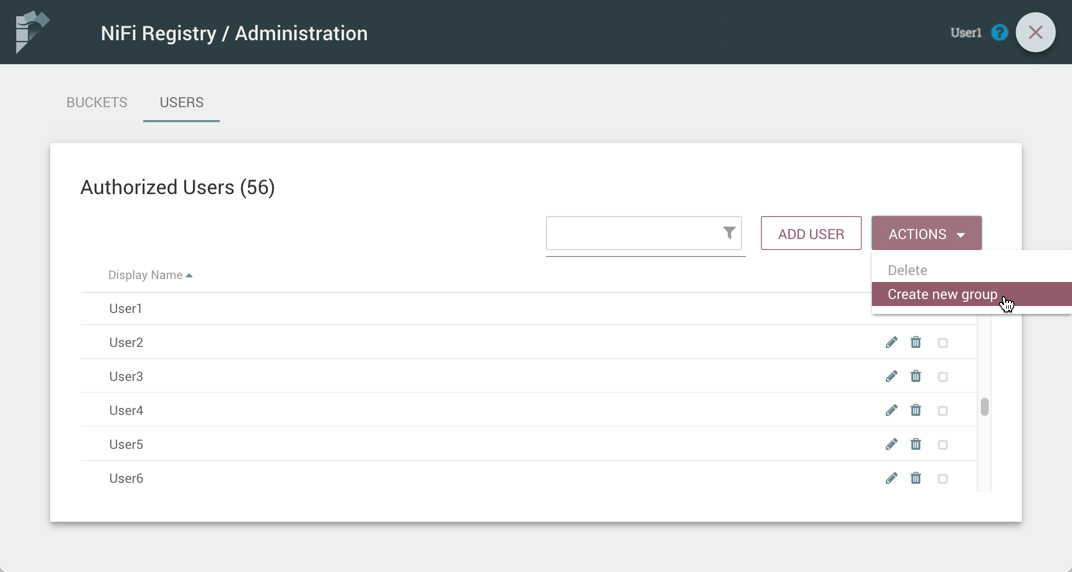 NiFi Registry / Administration
User1 ?
BUCKETS USERS
Authorized Users (56)
ADD USER ACTIONS
Delete
Create new group
Display Name
User1
User2
User3
User4
User5
User6